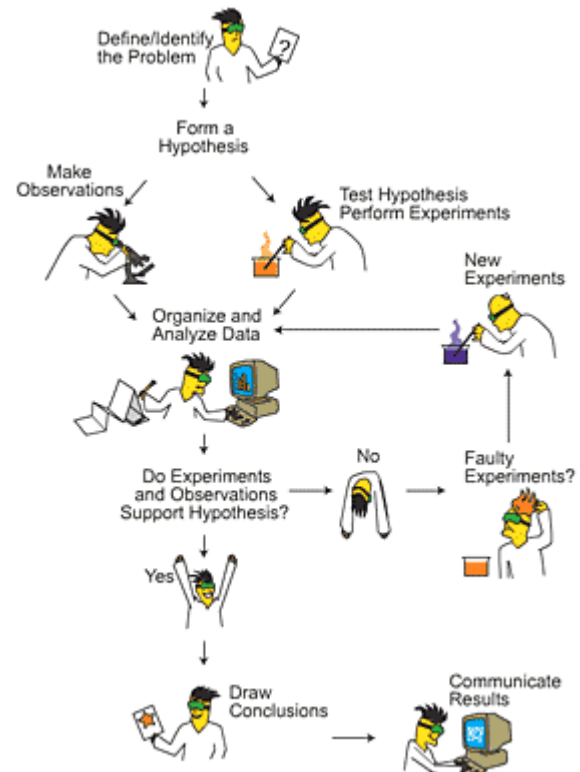 Define/Identify
the Problem
?
Form a
Hypothesis
Make
Observations
Test Hypothesis
Perform Experiments
New
Experiments
Organize and
Analyze Data
No
Faulty
Experiments?
Do Experiments
and Observations
Support Hypothesis?
Yes
Draw
Conclusions
Communicate
Results